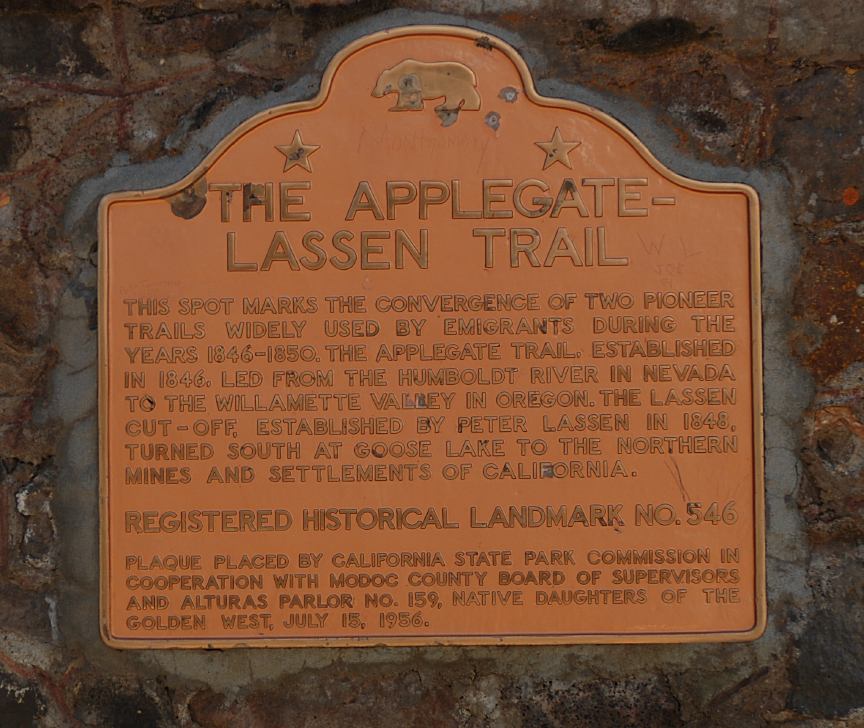 THE APPLEGATE-
LASSEN TRAIL
THIS SPOT MARKS THE CONVERGENCE OF TWO PIONEER
TRAILS WIDELY USED BY EMIGRANTS DURING THE
YEARS 1846-1850. THE APPLEGATE TRAIL, ESTABLISHED
IN 1846, LED FROM THE HUMBOLDT RIVER IN NEVADA
TO THE WILLAMETTE VALLEY IN OREGON. THE LASSEN
CUT-OFF, ESTABLISHED BY PETER LASSEN IN 1848,
TURNED SOUTH AT GOOSE LAKE TO THE NORTHERN
MINES AND SETTLEMENTS OF CALIFORNIA.
REGISTERED HISTORICAL LANDMARK NO. 546
PLAQUE PLACED BY CALIFORNIA STATE PARK COMMISSION IN
COOPERATION WITH MODOC COUNTY BOARD OF SUPERVISORS
AND ALTURAS PARLOR NO. 159, NATIVE DAUGHTERS OF THE
GOLDEN WEST, JULY 15, 1956.